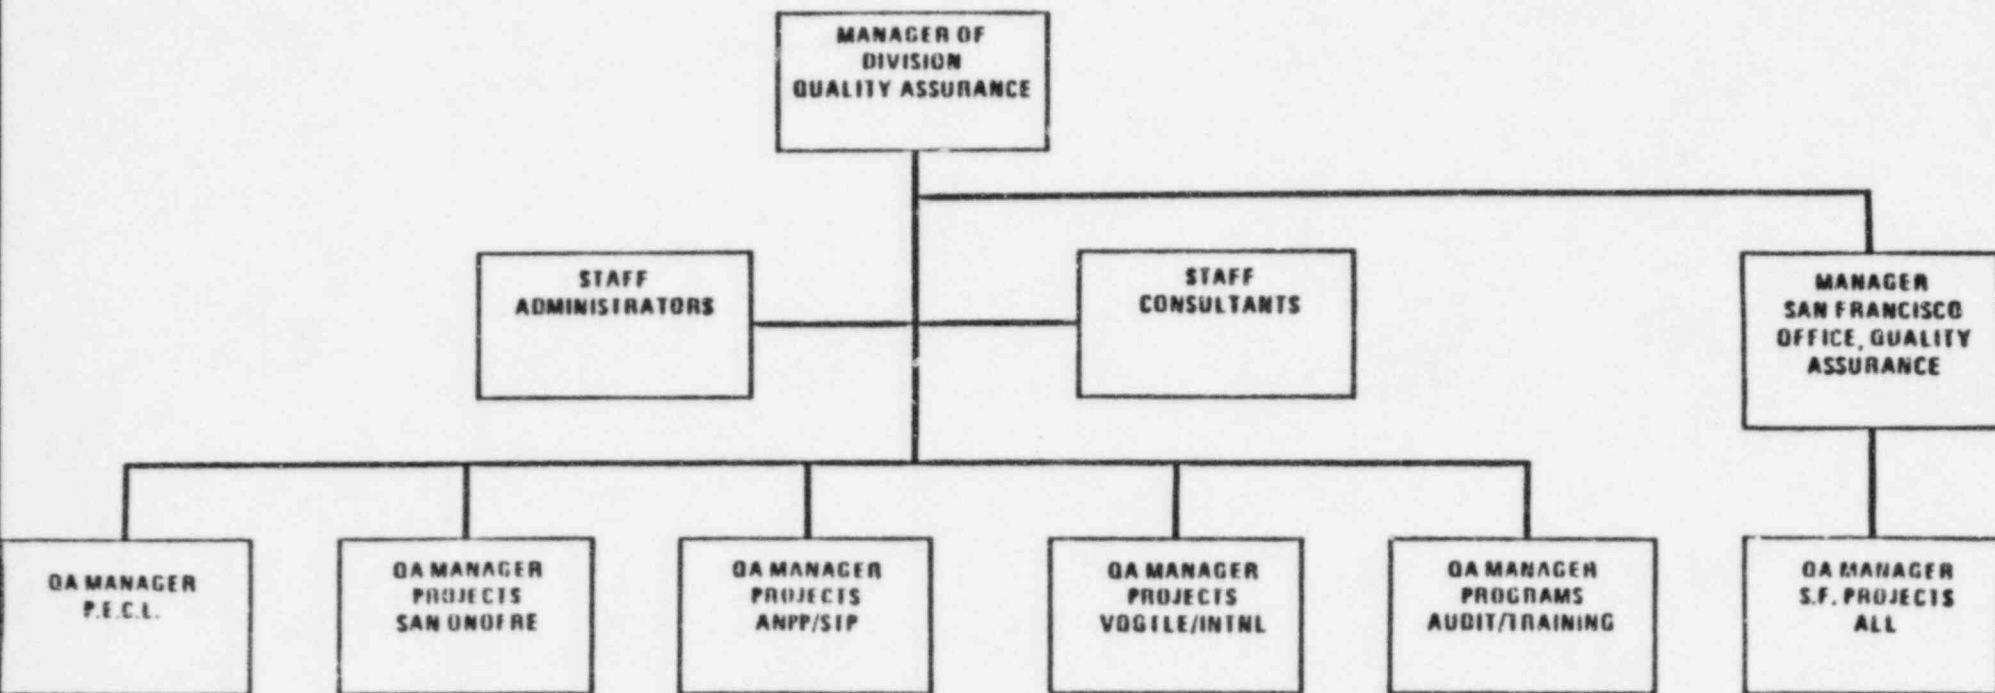 MANAGER OF
DIVISION
QUALITY ASSURANCE
STAFF
ADMINISTRATORS
STAFF
CONSULTANTS
MANAGER
SAN FRANCISCO
OFFICE, QUALITY
ASSURANCE
QA MANAGER
P.E.C.L.
QA MANAGER
PROJECTS
SAN ONOFRE
QA MANAGER
PROJECTS
ANPP/STP
QA MANAGER
PROJECTS
VOGTLE/INTNL
QA MANAGER
PROGRAMS
AUDIT/TRAINING
QA MANAGER
S.F. PROJECTS
ALL